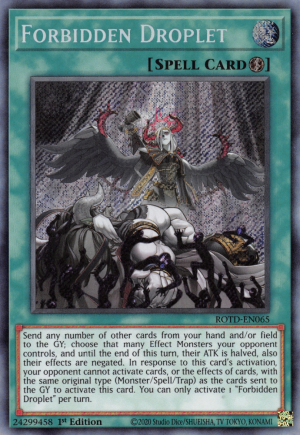 FORBIDDEN DROPLET
[SPELL CARD]
ROTD-EN065
Send any number of other cards from your hand and/or field
to the GY; choose that many Effect Monsters your opponent
controls, and until the end of this turn, their ATK is halved, also
their effects are negated. In response to this card's activation,
your opponent cannot activate cards, or the effects of cards, with
the same original type (Monster/Spell/Trap) as the cards sent to
the GY to activate this card. You can only activate 1 "Forbidden
Droplet" per turn.
24299458 1st Edition ©2020 Studio Dice/SHUEISHA, TV TOKYO, KONAMI